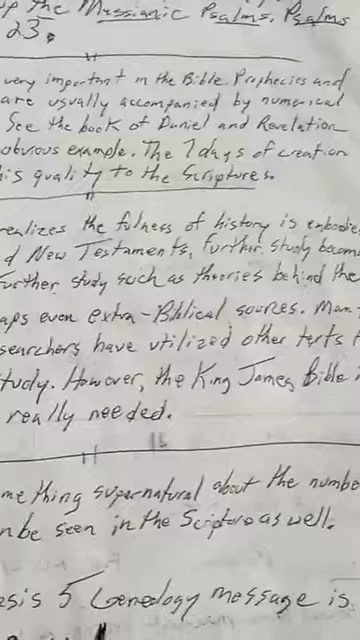 the Messianic Psalms, Psalms
23.
very important in the Bible. Prophecies and
are usually accompanied by numerical
See the book of Daniel and Revelation
obvious example. The 7 days of creation
his quality to the Scriptures.
realizes the fulness of history is embodie
d New Testaments, further study becom
further study such as theories behind the
aps even extra-Biblical sources. Man
searchers have utilized other texts
tudy. However, the King James Bible i
really needed.
me thing supernatural about the numbe
n be seen in the Scripture as well.
esis 5 Genealogy message is